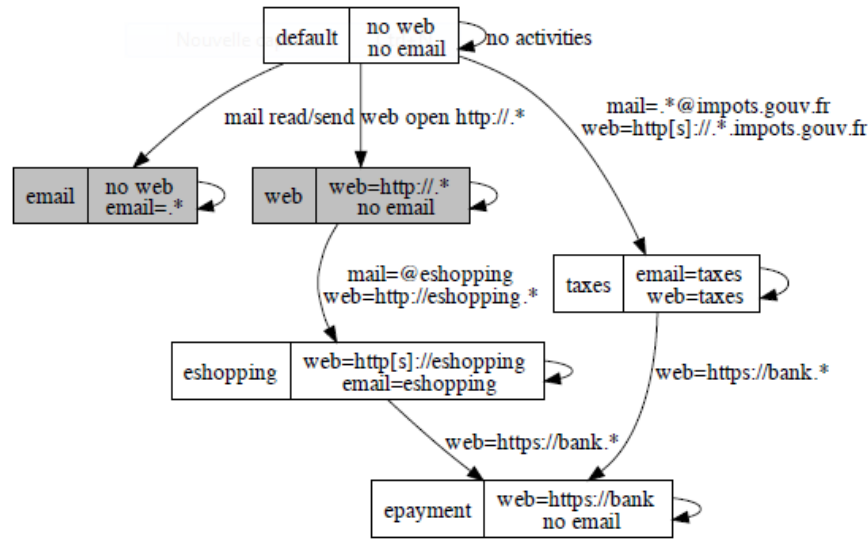 Nouvelle
default
no web
no email
no activities
mail read/send
web open http://.*
mail=.*@impots.gouv.fr
web=http[s]://.*.impots.gouv.fr
email
no web
email=.*
web
web=http://.*
no email
mail=@eshopping
web=http://eshopping.*
taxes
email=taxes
web=taxes
eshopping
web=http[s]://eshopping
email=eshopping
web=https://bank.*
web=https://bank.*
epayment
web=https://bank
no email